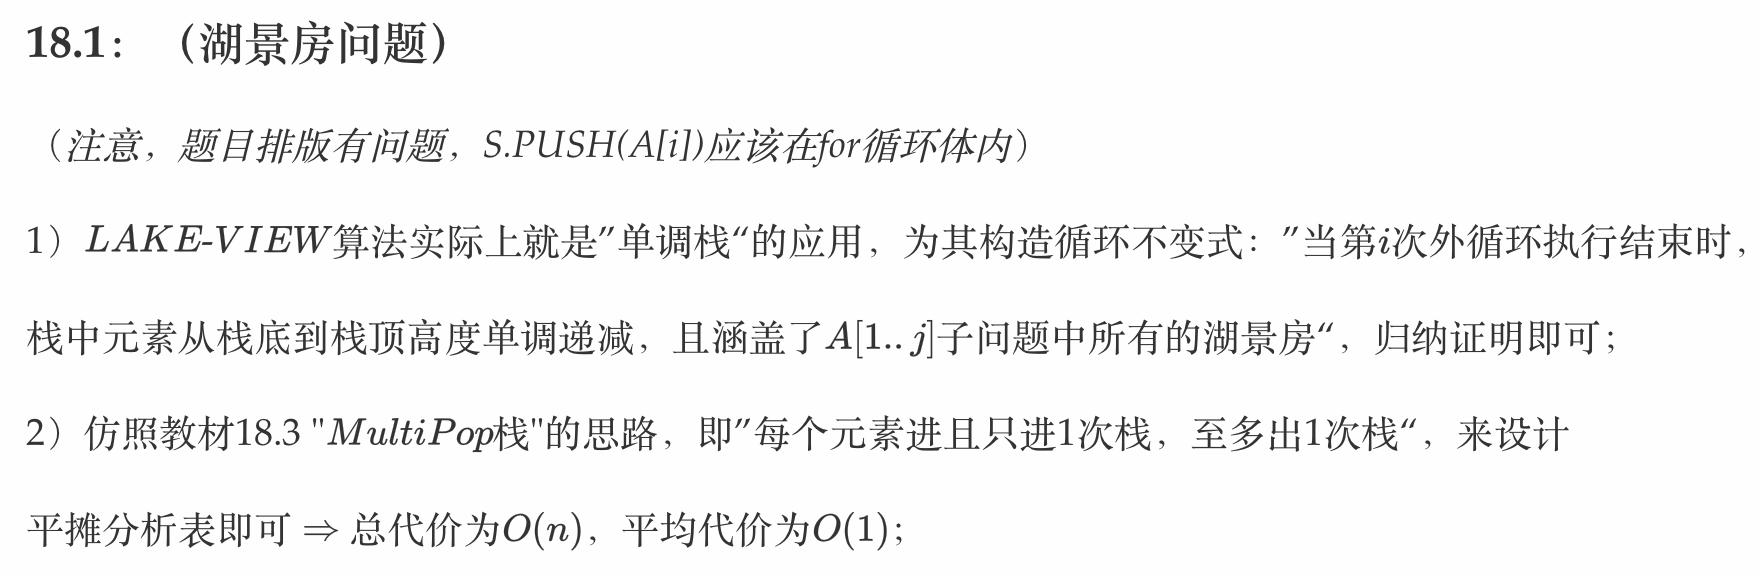 18.1：（湖景房问题）
（注意，题目排版有问题，S.PUSH(A[i])应该在for循环体内）
1）LAKE-VIEW算法实际上就是”单调栈“的应用，为其构造循环不变式：”当第i次外循环执行结束时，
栈中元素从栈底到栈顶高度单调递减，且涵盖了A[1..j]子问题中所有的湖景房“，归纳证明即可；
2）仿照教材18.3 "MultiPop栈"的思路，即”每个元素进且只进1次栈，至多出1次栈“，来设计
平摊分析表即可 ⇒ 总代价为O(n)，平均代价为O(1)；